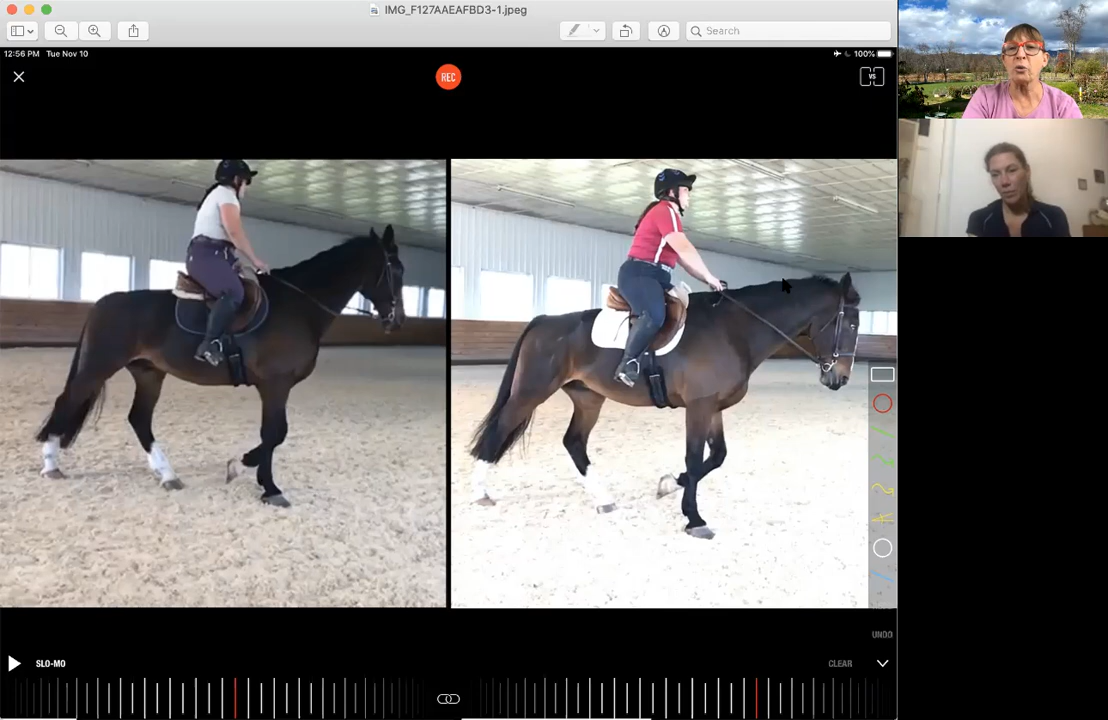 IMG_F127AAEAFBD3-1.jpeg
Search
12:56 PM Tue Nov 10
100%
REC
VS
UNDO
SLO-MO
CLEAR